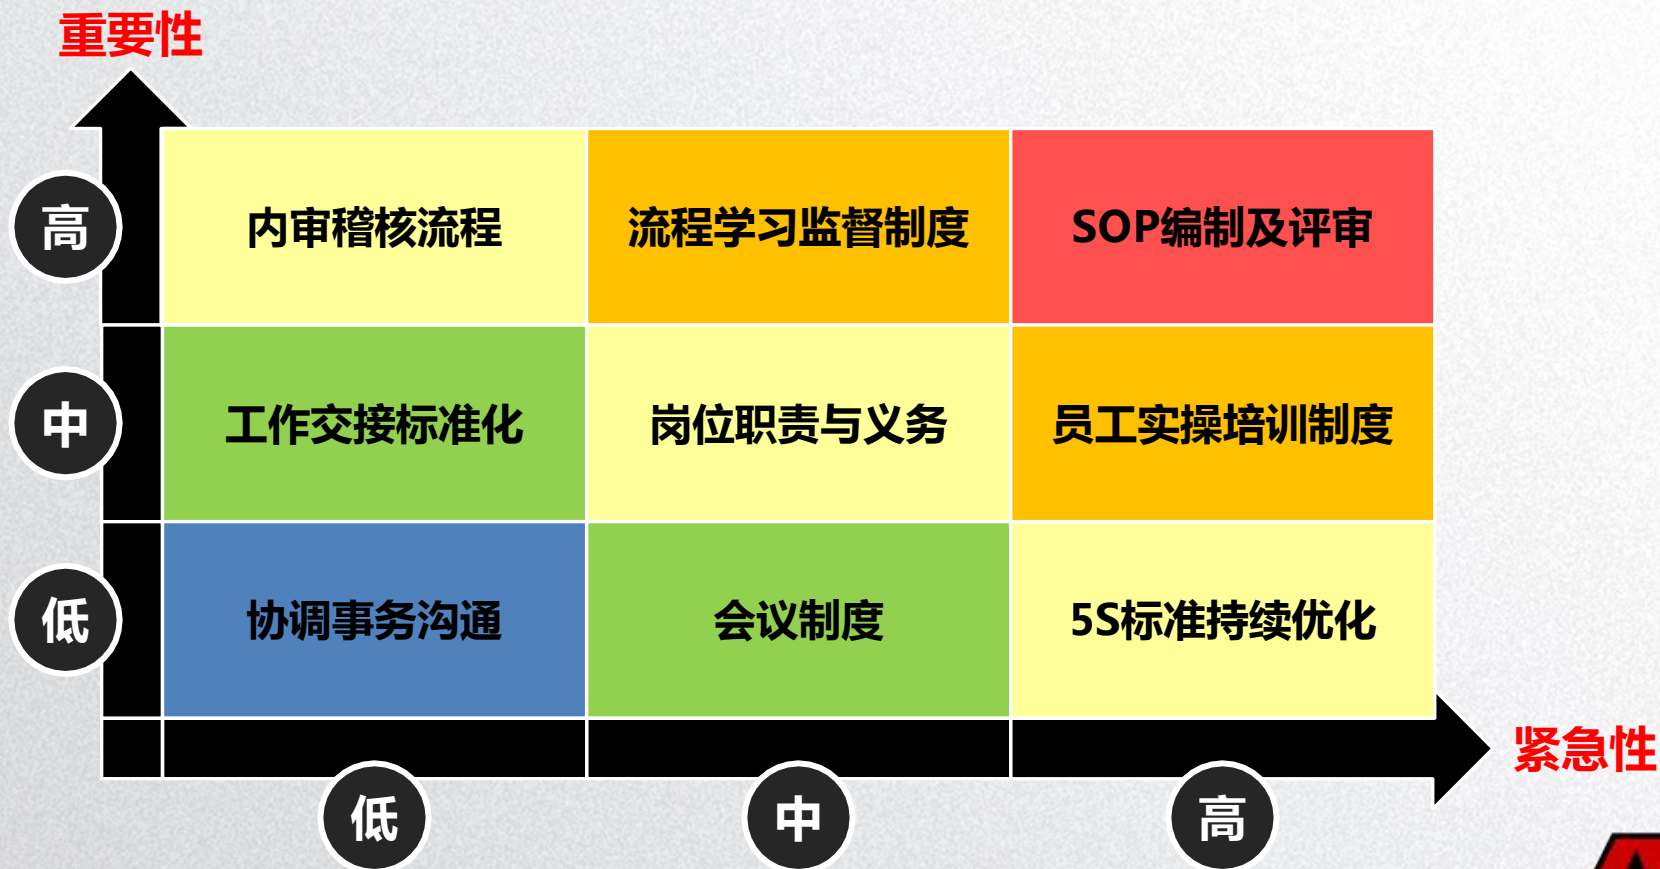 重要性
高
内审稽核流程
流程学习监督制度
SOP编制及评审
中
工作交接标准化
岗位职责与义务
员工实操培训制度
低
协调事务沟通
会议制度
5S标准持续优化
紧急性
低
中
高